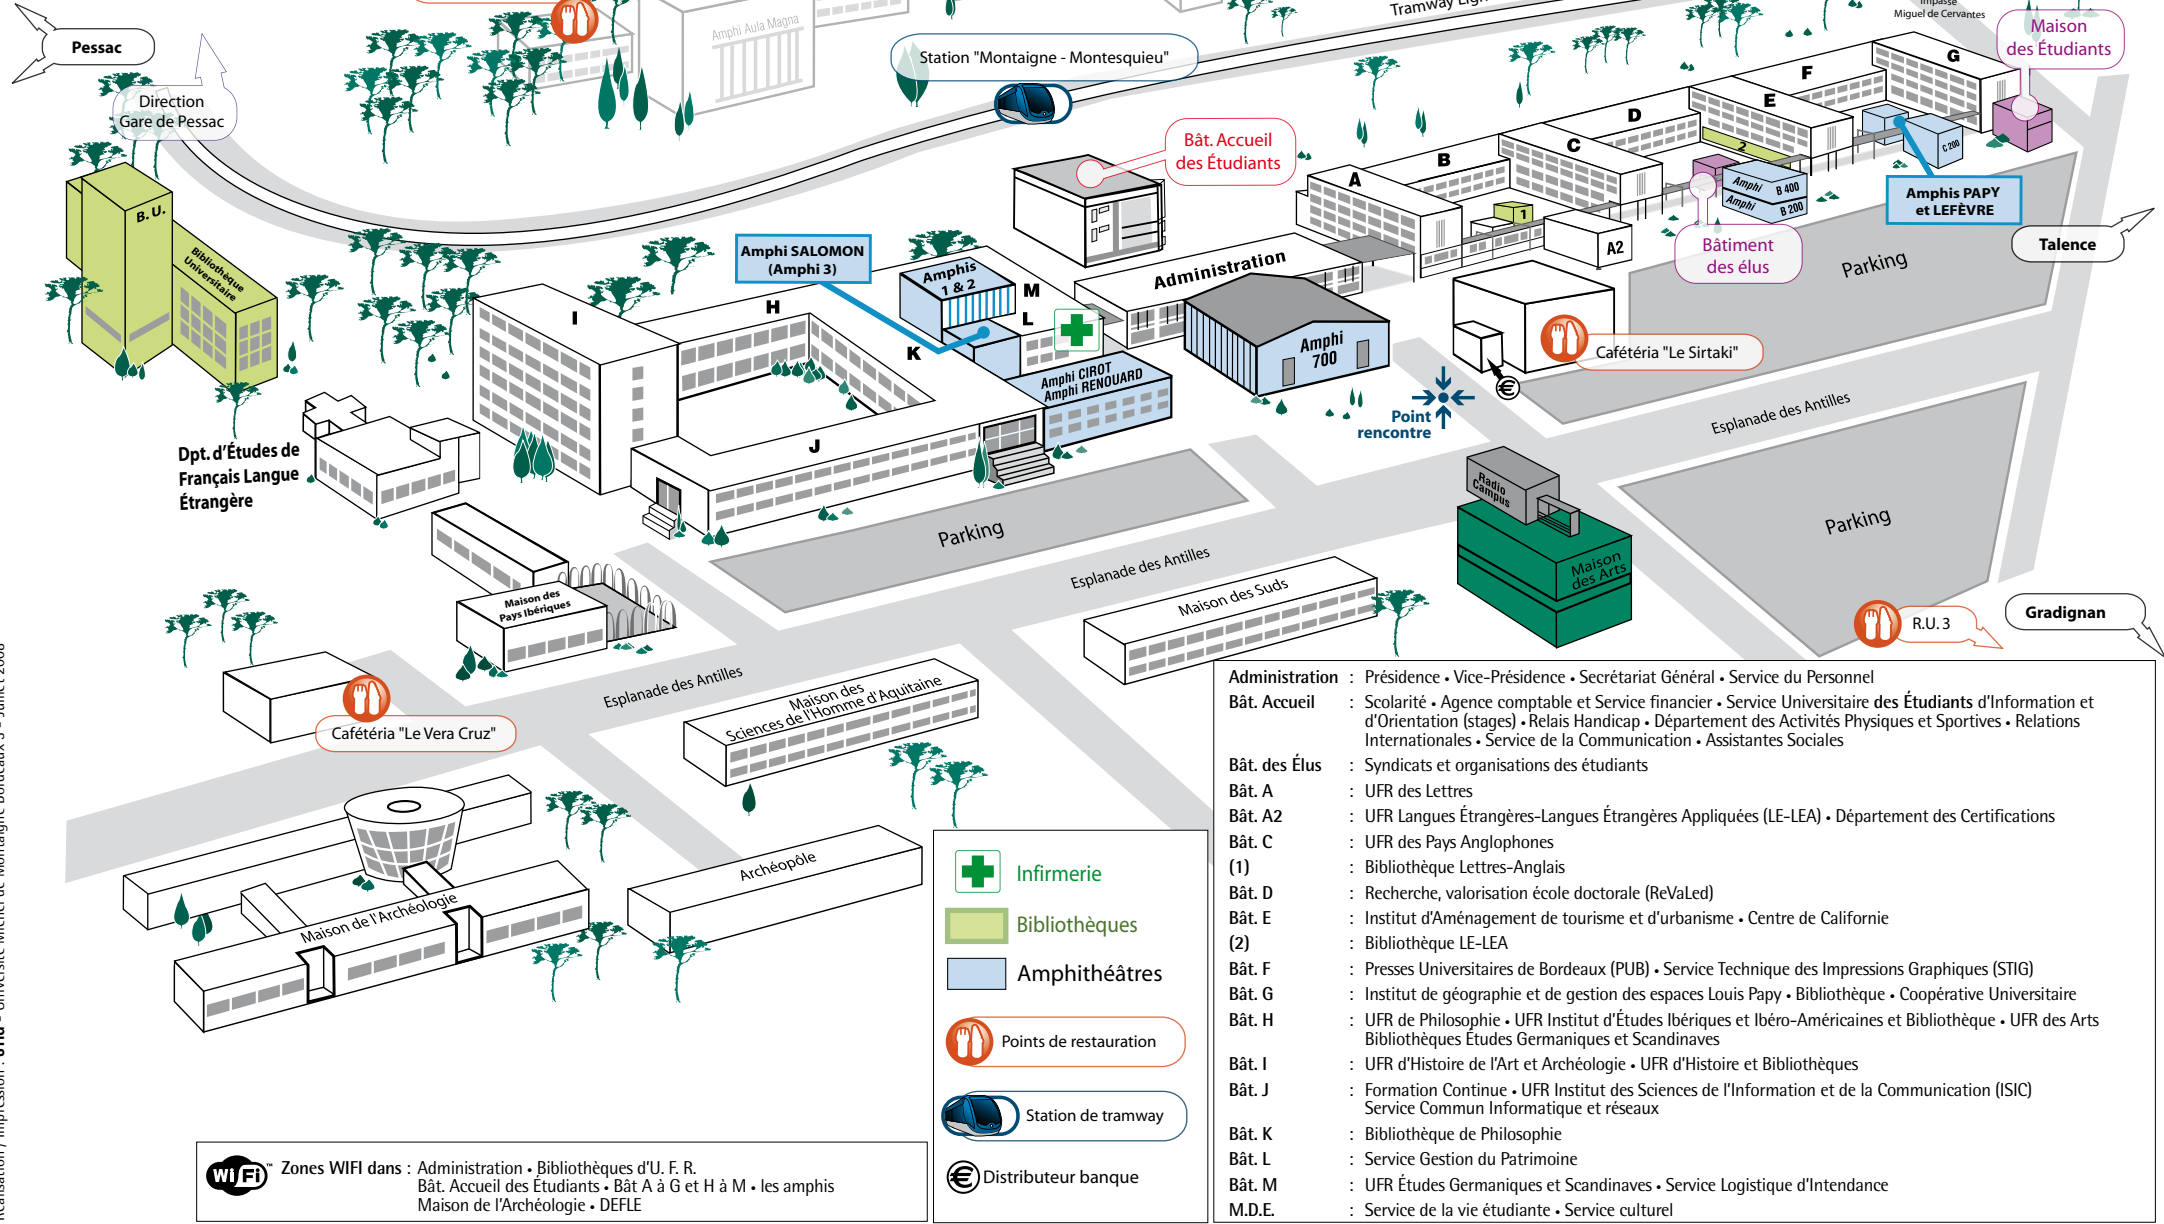 Pessac
Direction
Gare de Pessac
Amphi Aula Magna
Station "Montaigne - Montesquieu"
Tramway
Impasse
Miguel de Cervantes
Maison
des Étudiants
G
F
E
D
C
B
A
2
1
C 200
Amphi B 400
Amphi B 200
Amphis PAPY
et LEFÈVRE
Bât. Accueil
des Étudiants
Bâtiment
des élus
A2
Talence
Parking
B. U.
Bibliothèque
Universitaire
Amphi SALOMON
(Amphi 3)
Amphis
1 & 2
M
L
K
H
I
J
Administration
Amphi
700
Amphi CIROT
Amphi RENOUARD
Cafétéria "Le Sirtaki"
€
Point
rencontre
Esplanade des Antilles
Dpt. d'Études de
Français Langue
Étrangère
Parking
Radio
Campus
Maison
des Arts
Parking
Esplanade des Antilles
Maison des Suds
Maison des
Pays Ibériques
R.U. 3
Gradignan
Cafétéria "Le Vera Cruz"
Esplanade des Antilles
Maison des
Sciences de l'Homme d'Aquitaine
Archéopôle
Maison de l'Archéologie
Infirmerie
Bibliothèques
Amphithéâtres
Points de restauration
Station de tramway
€ Distributeur banque
WiFi™ Zones WIFI dans : Administration • Bibliothèques d'U. F. R.
Bât. Accueil des Étudiants • Bât A à G et H à M • les amphis
Maison de l'Archéologie • DEFLE
Administration : Présidence • Vice-Présidence • Secrétariat Général • Service du Personnel
Bât. Accueil : Scolarité • Agence comptable et Service financier • Service Universitaire des Étudiants d'Information et
d'Orientation (stages) • Relais Handicap • Département des Activités Physiques et Sportives • Relations
Internationales • Service de la Communication • Assistantes Sociales
Bât. des Élus : Syndicats et organisations des étudiants
Bât. A : UFR des Lettres
Bât. A2 : UFR Langues Étrangères-Langues Étrangères Appliquées (LE-LEA) • Département des Certifications
Bât. C : UFR des Pays Anglophones
(1) : Bibliothèque Lettres-Anglais
Bât. D : Recherche, valorisation école doctorale (ReVaLed)
Bât. E : Institut d'Aménagement de tourisme et d'urbanisme • Centre de Californie
(2) : Bibliothèque LE-LEA
Bât. F : Presses Universitaires de Bordeaux (PUB) • Service Technique des Impressions Graphiques (STIG)
Bât. G : Institut de géographie et de gestion des espaces Louis Papy • Bibliothèque • Coopérative Universitaire
Bât. H : UFR de Philosophie • UFR Institut d'Études Ibériques et Ibéro-Américaines et Bibliothèque • UFR des Arts
Bibliothèques Études Germaniques et Scandinaves
Bât. I : UFR d'Histoire de l'Art et Archéologie • UFR d'Histoire et Bibliothèques
Bât. J : Formation Continue • UFR Institut des Sciences de l'Information et de la Communication (ISIC)
Service Commun Informatique et réseaux
Bât. K : Bibliothèque de Philosophie
Bât. L : Service Gestion du Patrimoine
Bât. M : UFR Études Germaniques et Scandinaves • Service Logistique d'Intendance
M.D.E. : Service de la vie étudiante • Service culturel
Université Michel de Montaigne Bordeaux 3 - Juillet 2008